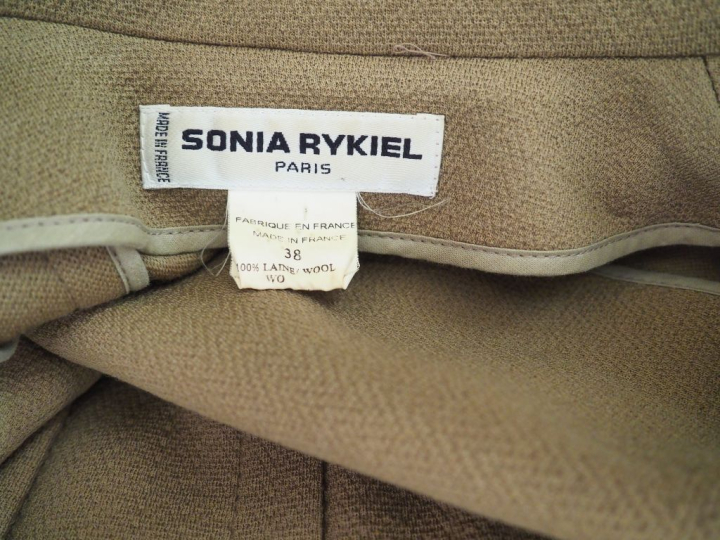 MADE IN FRANCE
SONIA RYKIEL
PARIS
FABRIQUE EN FRANCE
MADE IN FRANCE
38
100% LAINE/WOOL
WO